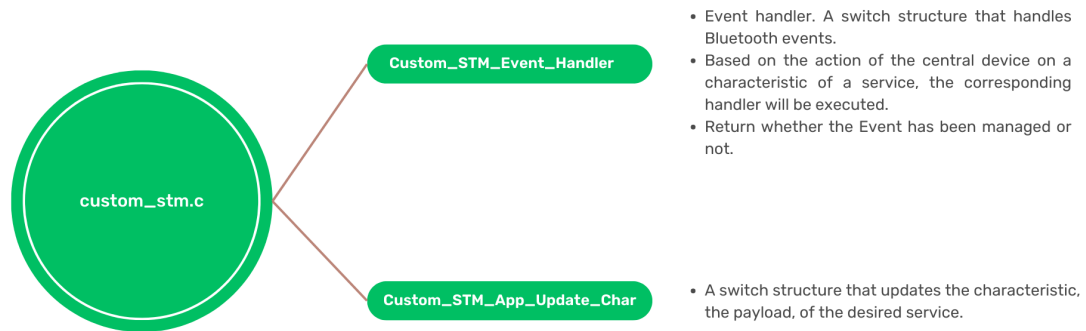 custom_stm.c
Custom_STM_Event_Handler
• Event handler. A switch structure that handles
Bluetooth events.
• Based on the action of the central device on a
characteristic of a service, the corresponding
handler will be executed.
• Return whether the Event has been managed or
not.
Custom_STM_App_Update_Char
• A switch structure that updates the characteristic,
the payload, of the desired service.